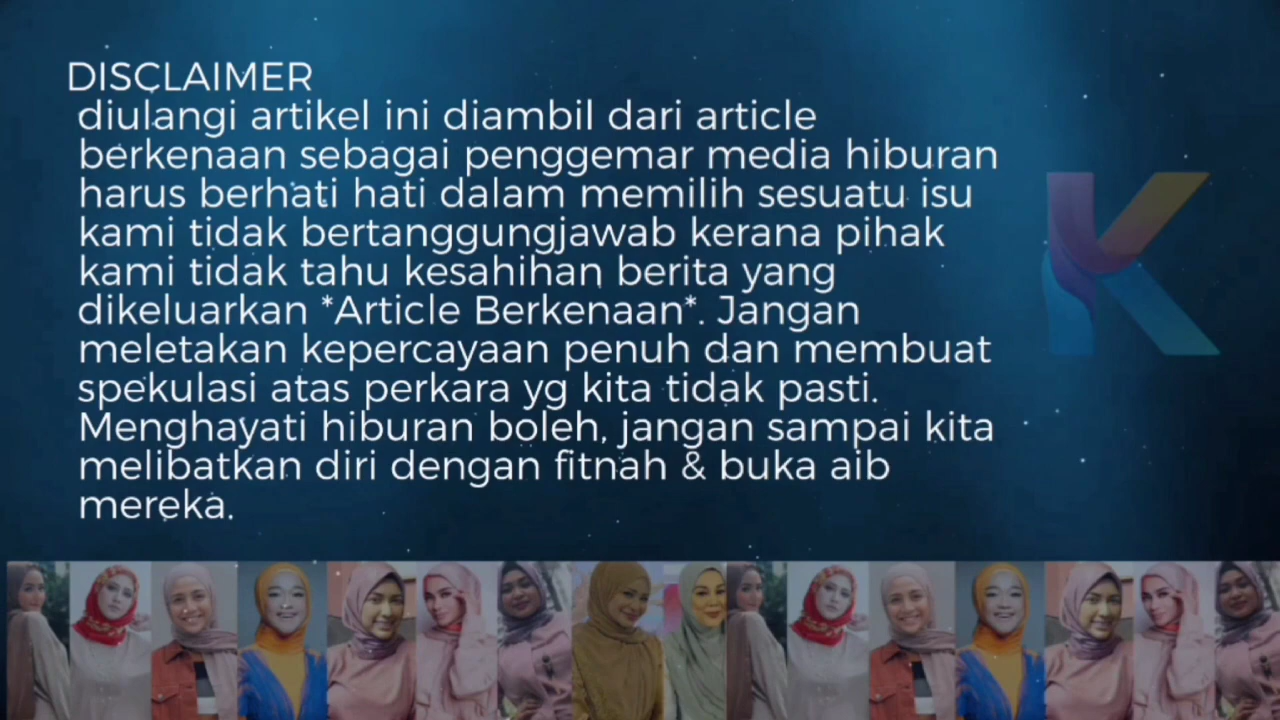 DISCLAIMER
diulangi artikel ini diambil dari article
berkenaan sebagai penggemar media hiburan
harus berhati hati dalam memilih sesuatu isu
kami tidak bertanggungjawab kerana pihak
kami tidak tahu kesahihan berita yang
dikeluarkan *Article Berkenaan*. Jangan
meletakan kepercayaan penuh dan membuat
spekulasi atas perkara yg kita tidak pasti.
Menghayati hiburan boleh, jangan sampai kita
melibatkan diri dengan fitnah & buka aib
mereka.
K